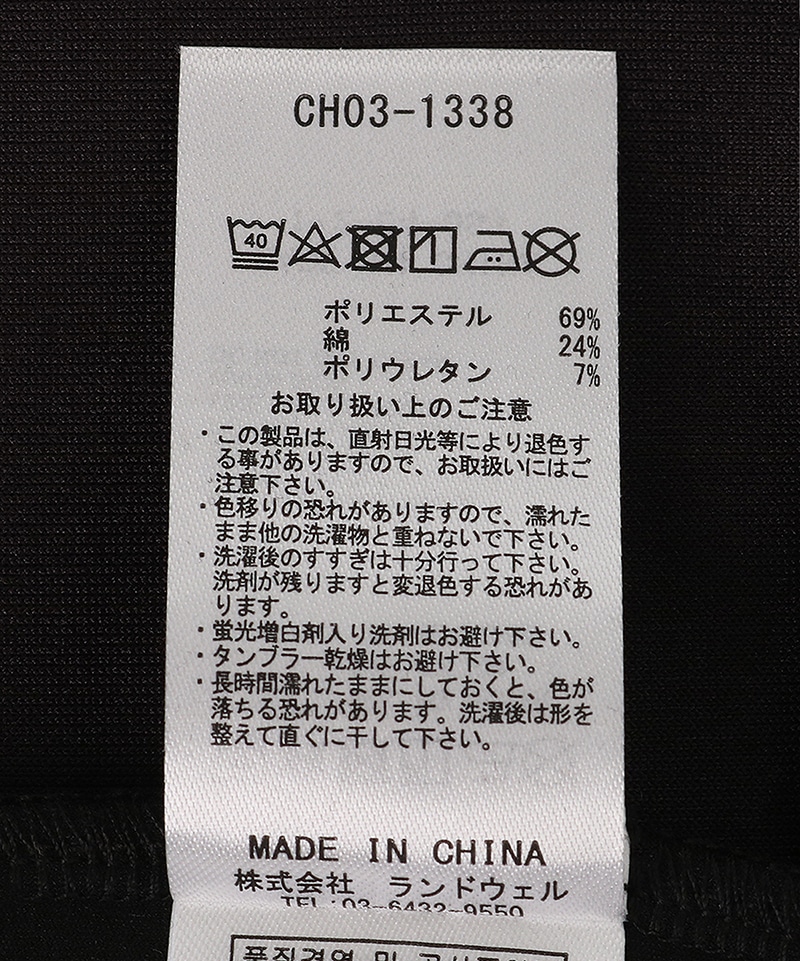 CH03-1338
40
ポリエステル 69%
綿 24%
ポリウレタン 7%
お取り扱い上のご注意
・この製品は、直射日光等により退色す
る事がありますので、お取扱いにはご
注意下さい。
・色移りの恐れがありますので、濡れた
まま他の洗濯物と重ねないで下さい。
・洗濯後のすすぎは十分行って下さい。
洗剤が残りますと変退色する恐れがあ
ります。
・蛍光増白剤入り洗剤はお避け下さい。
・タンブラー乾燥はお避け下さい。
・長時間濡れたままにしておくと、色が
落ちる恐れがあります。洗濯後は形を
整えて直ぐに干して下さい。
MADE IN CHINA
株式会社 ランドウェル
TEL:03-6432-9550
품질경영 및